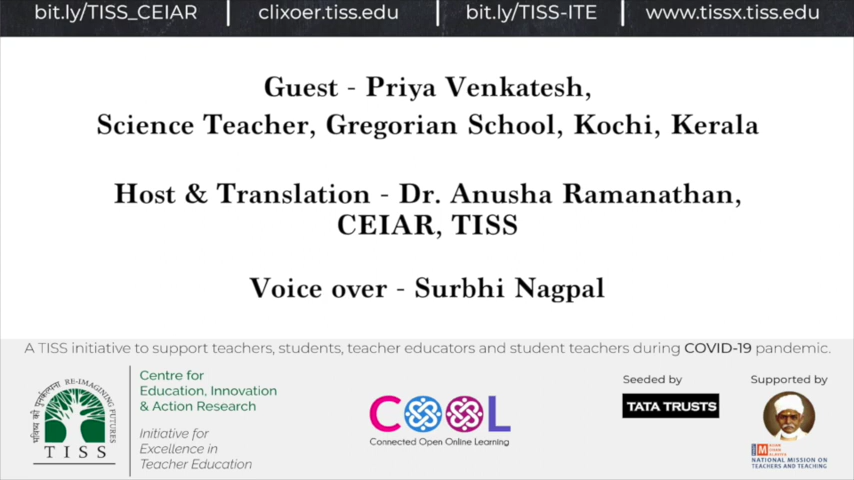 bit.ly/TISS_CEIAR | clixoer.tiss.edu | bit.ly/TISS-ITE | www.tissx.tiss.edu
Guest - Priya Venkatesh,
Science Teacher, Gregorian School, Kochi, Kerala
Host & Translation - Dr. Anusha Ramanathan,
CEIAR, TISS
Voice over - Surbhi Nagpal
A TISS initiative to support teachers, students, teacher educators and student teachers during COVID-19 pandemic.
RE-IMAGINING FUTURES
TISS
Centre for
Education, Innovation
& Action Research
Initiative for
Excellence in
Teacher Education
COOL
Connected Open Online Learning
Seeded by
TATA TRUSTS
Supported by
NATIONAL MISSION ON
TEACHERS AND TEACHING